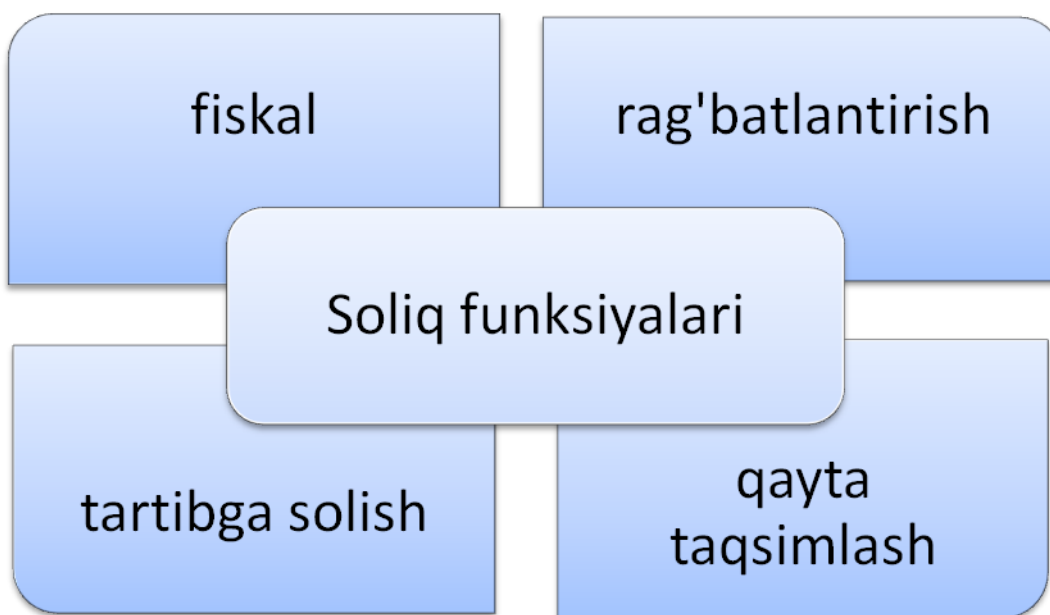 fiskal
rag'batlantirish
Soliq funksiyalari
tartibga solish
qayta
taqsimlash